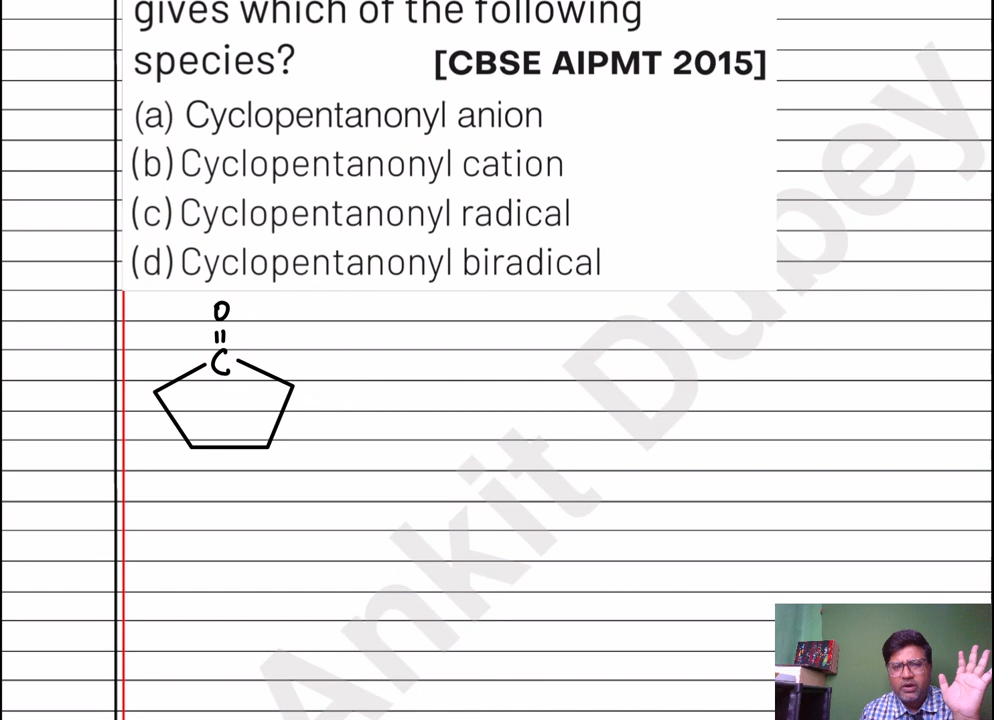 gives which of the following
species? [CBSE AIPMT 2015]
(a) Cyclopentanonyl anion
(b) Cyclopentanonyl cation
(c) Cyclopentanonyl radical
(d) Cyclopentanonyl biradical
O
C
Ankit Dubey